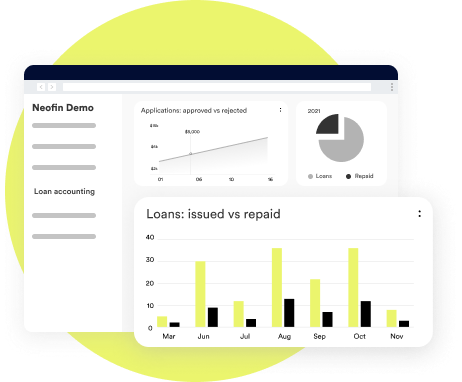 Neofin Demo
Loan accounting
Applications: approved vs rejected
$15k
$5,000
$5k
$2k
01 06 10 16
2021
Loans Repaid
Loans: issued vs repaid
40
30
20
10
0
Mar Jun Jul Aug Sep Oct Nov